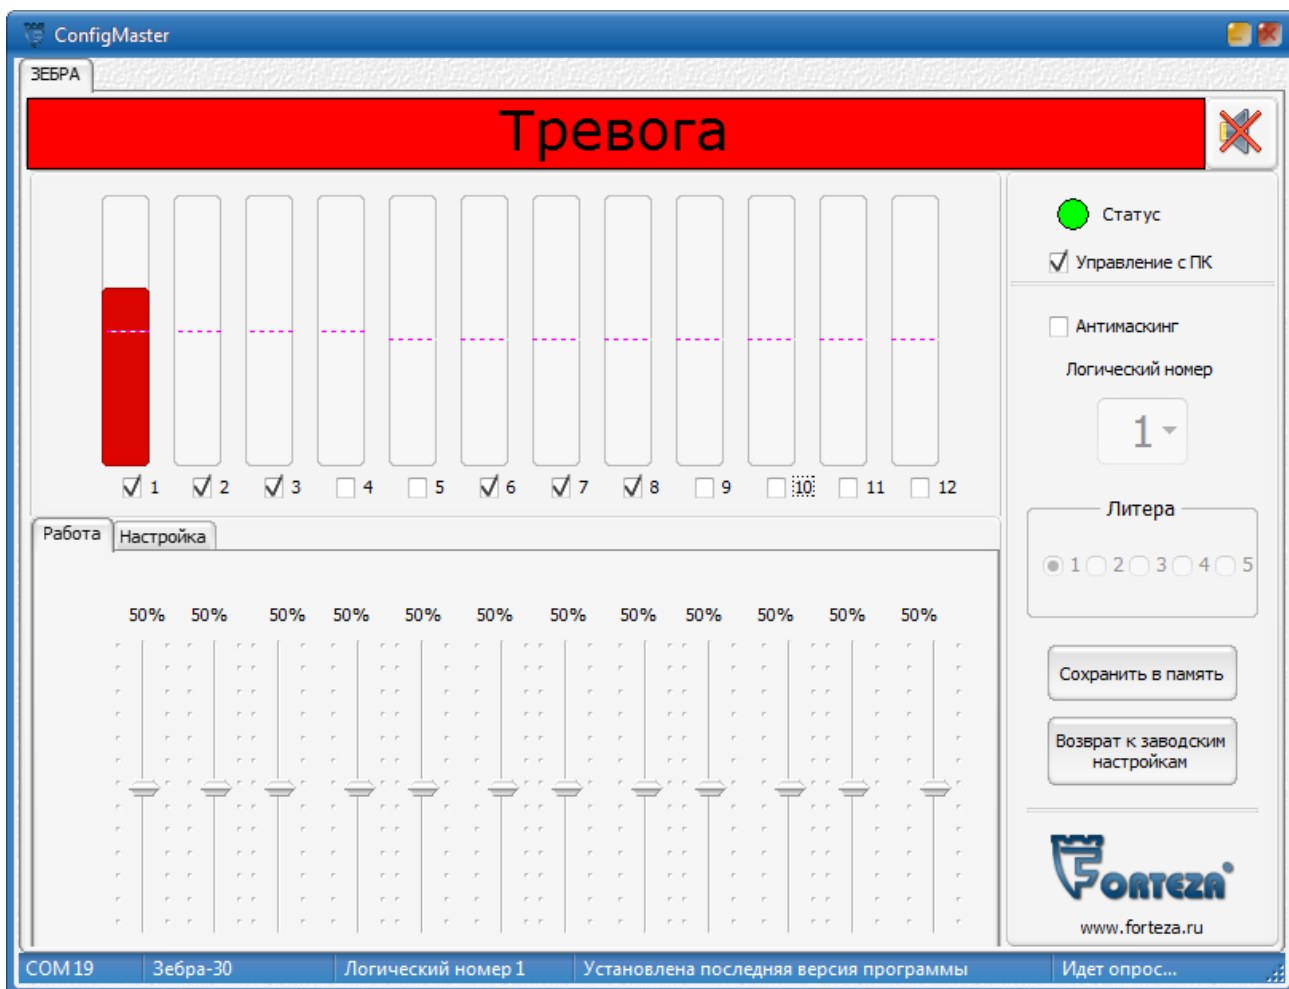 ConfigMaster
ЗЕБРА
Тревога
Статус
Управление с ПК
Антимаскинг
Логический номер
1
1 2 3 4 5 6 7 8 9 10 11 12
Литера
1 2 3 4 5
Работа Настройка
50% 50% 50% 50% 50% 50% 50% 50% 50% 50% 50% 50%
Сохранить в память
Возврат к заводским
настройкам
FORTEZA
www.forteza.ru
COM 19 Зебра-30 Логический номер 1 Установлена последняя версия программы Идет опрос...